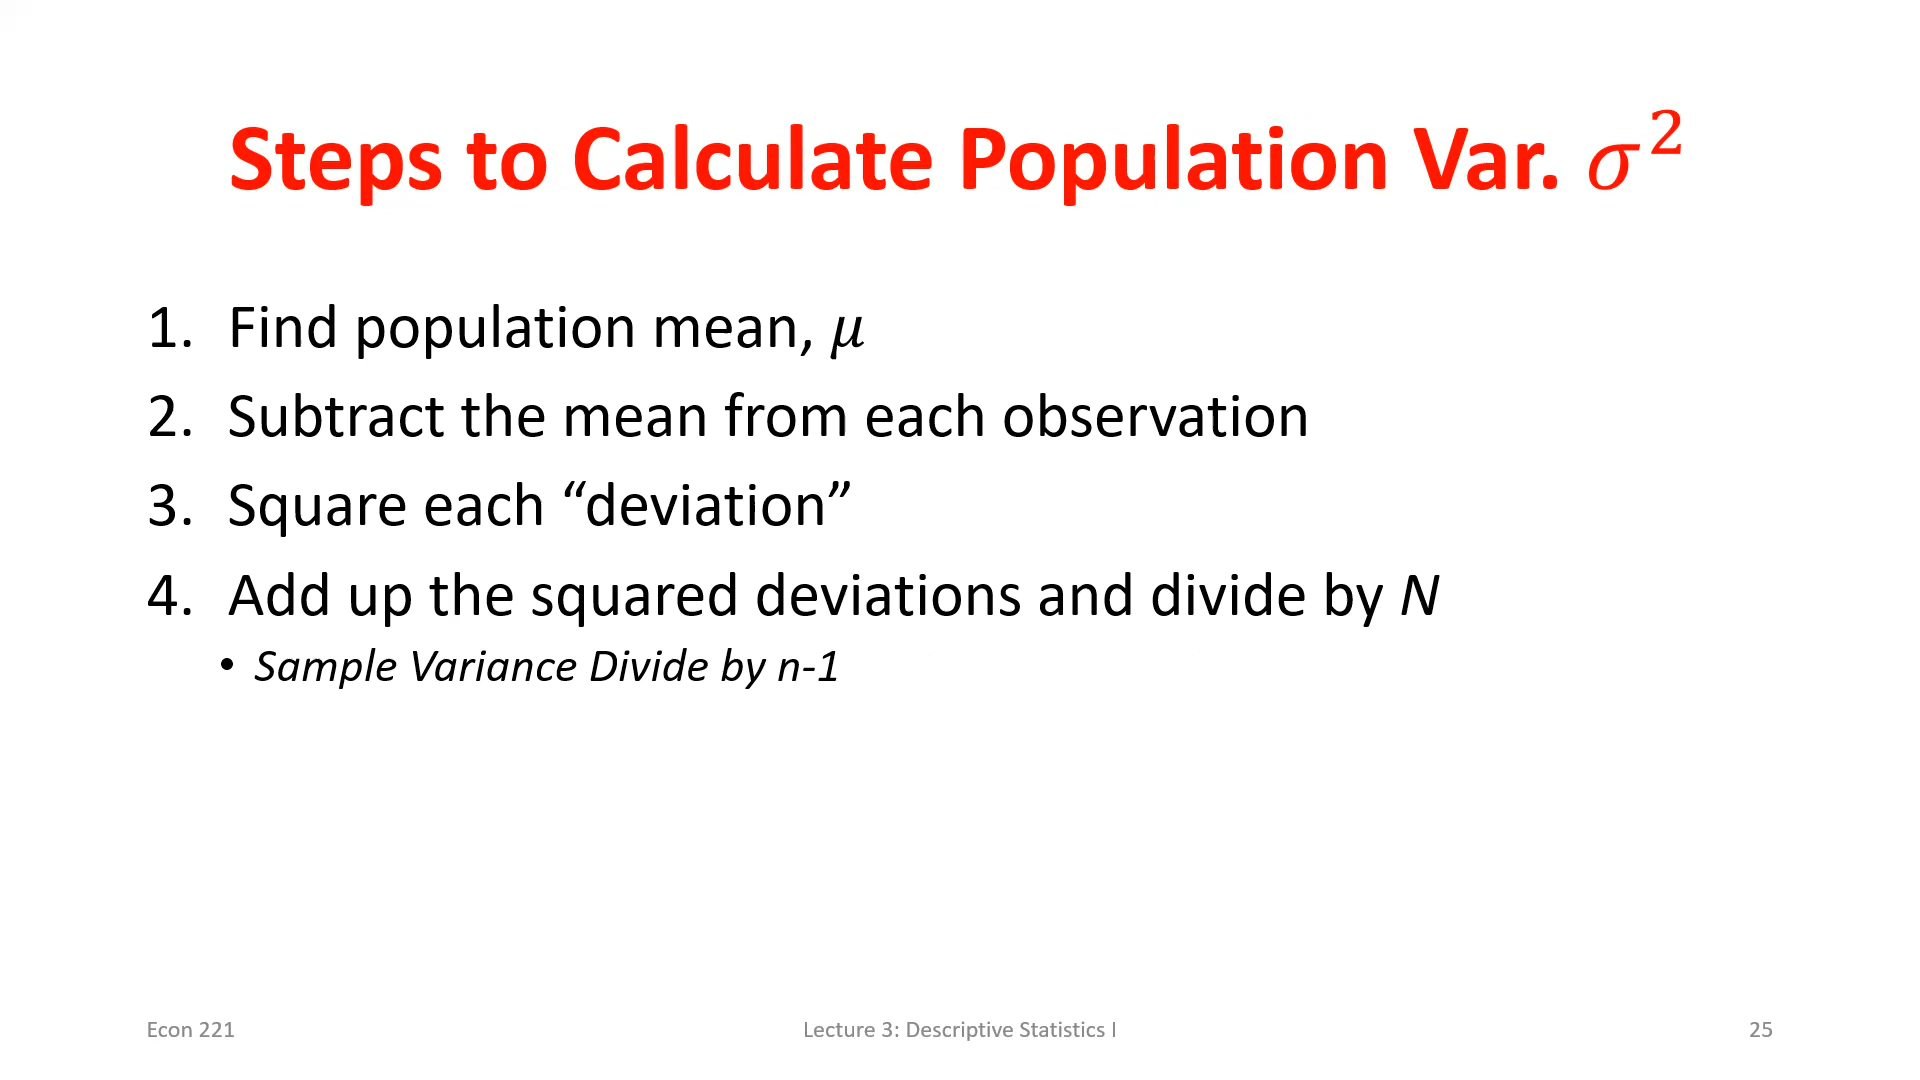 Steps to Calculate Population Var. σ²
1. Find population mean, μ
2. Subtract the mean from each observation
3. Square each “deviation”
4. Add up the squared deviations and divide by N
• Sample Variance Divide by n-1
Econ 221
Lecture 3: Descriptive Statistics I
25